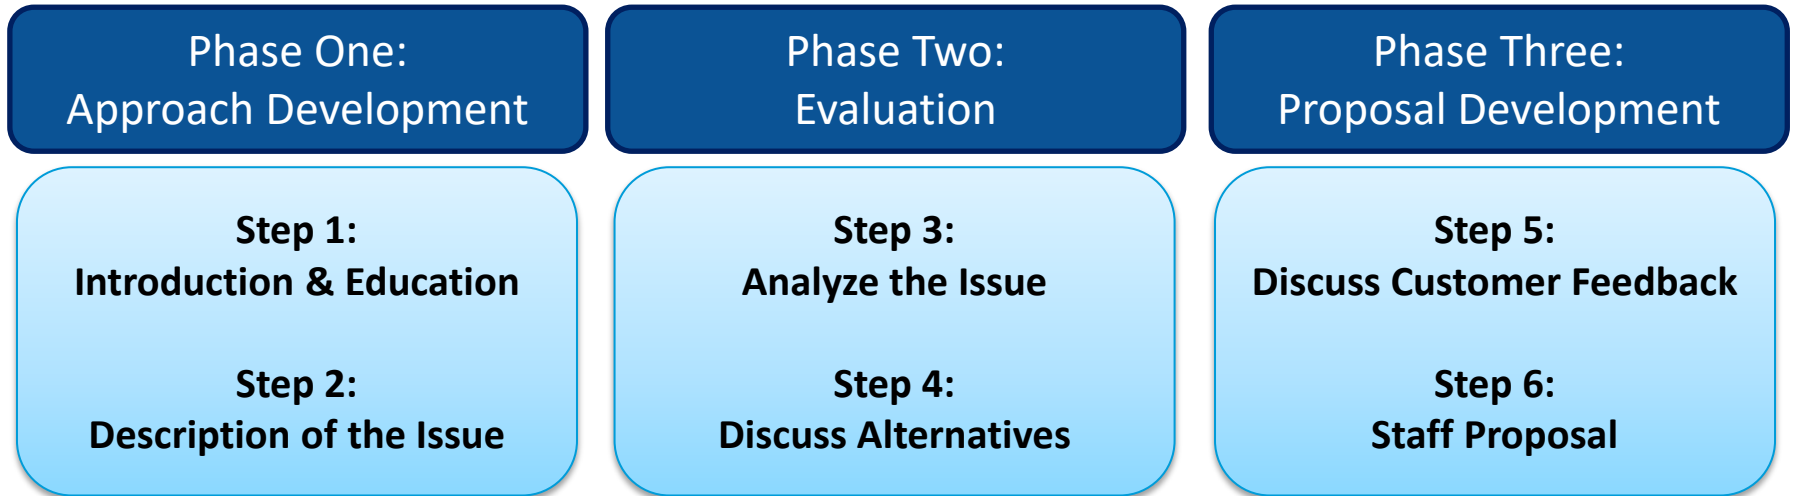 Phase One:
Approach Development
Step 1:
Introduction & Education
Step 2:
Description of the Issue
Phase Two:
Evaluation
Step 3:
Analyze the Issue
Step 4:
Discuss Alternatives
Phase Three:
Proposal Development
Step 5:
Discuss Customer Feedback
Step 6:
Staff Proposal